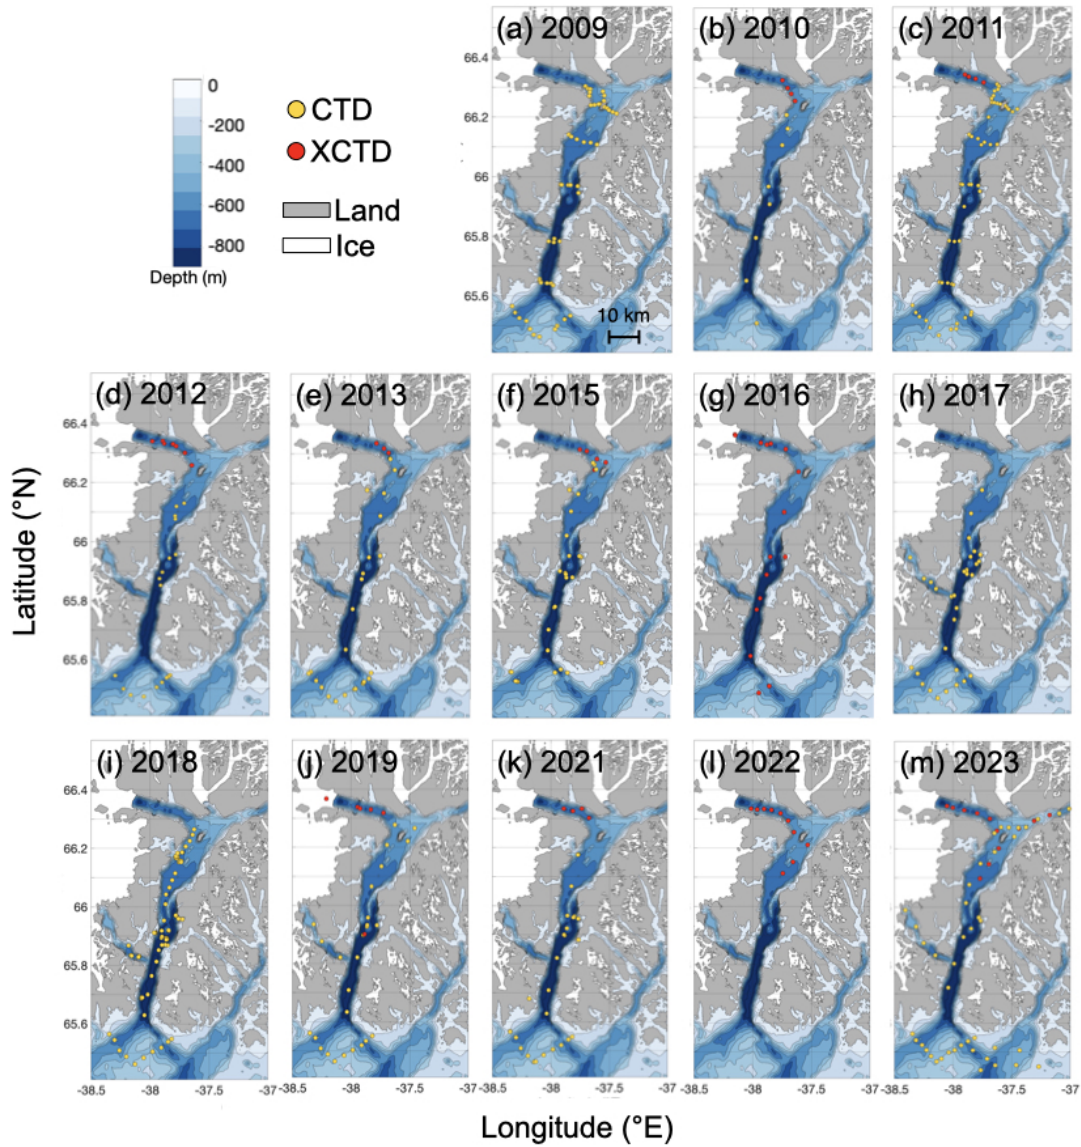 (a) 2009
(b) 2010
(c) 2011
0
-200
-400
-600
-800
Depth (m)
CTD
XCTD
Land
Ice
66.4
66.2
66
65.8
65.6
10 km
(d) 2012
(e) 2013
(f) 2015
(g) 2016
(h) 2017
66.4
66.2
66
65.8
65.6
Latitude (°N)
(i) 2018
(j) 2019
(k) 2021
(l) 2022
(m) 2023
66.4
66.2
66
65.8
65.6
-38.5 -38 -37.5 -37 -38.5 -38 -37.5 -37 -38.5 -38 -37.5 -37 -38.5 -38 -37.5 -37 -38.5 -38 -37.5 -37
Longitude (°E)